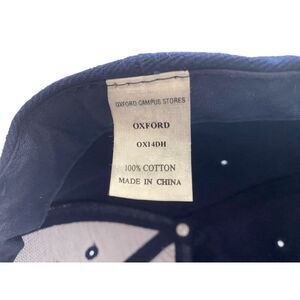 OXFORD CAMPUS STORES
OXFORD
OX14DH
100% COTTON
MADE IN CHINA